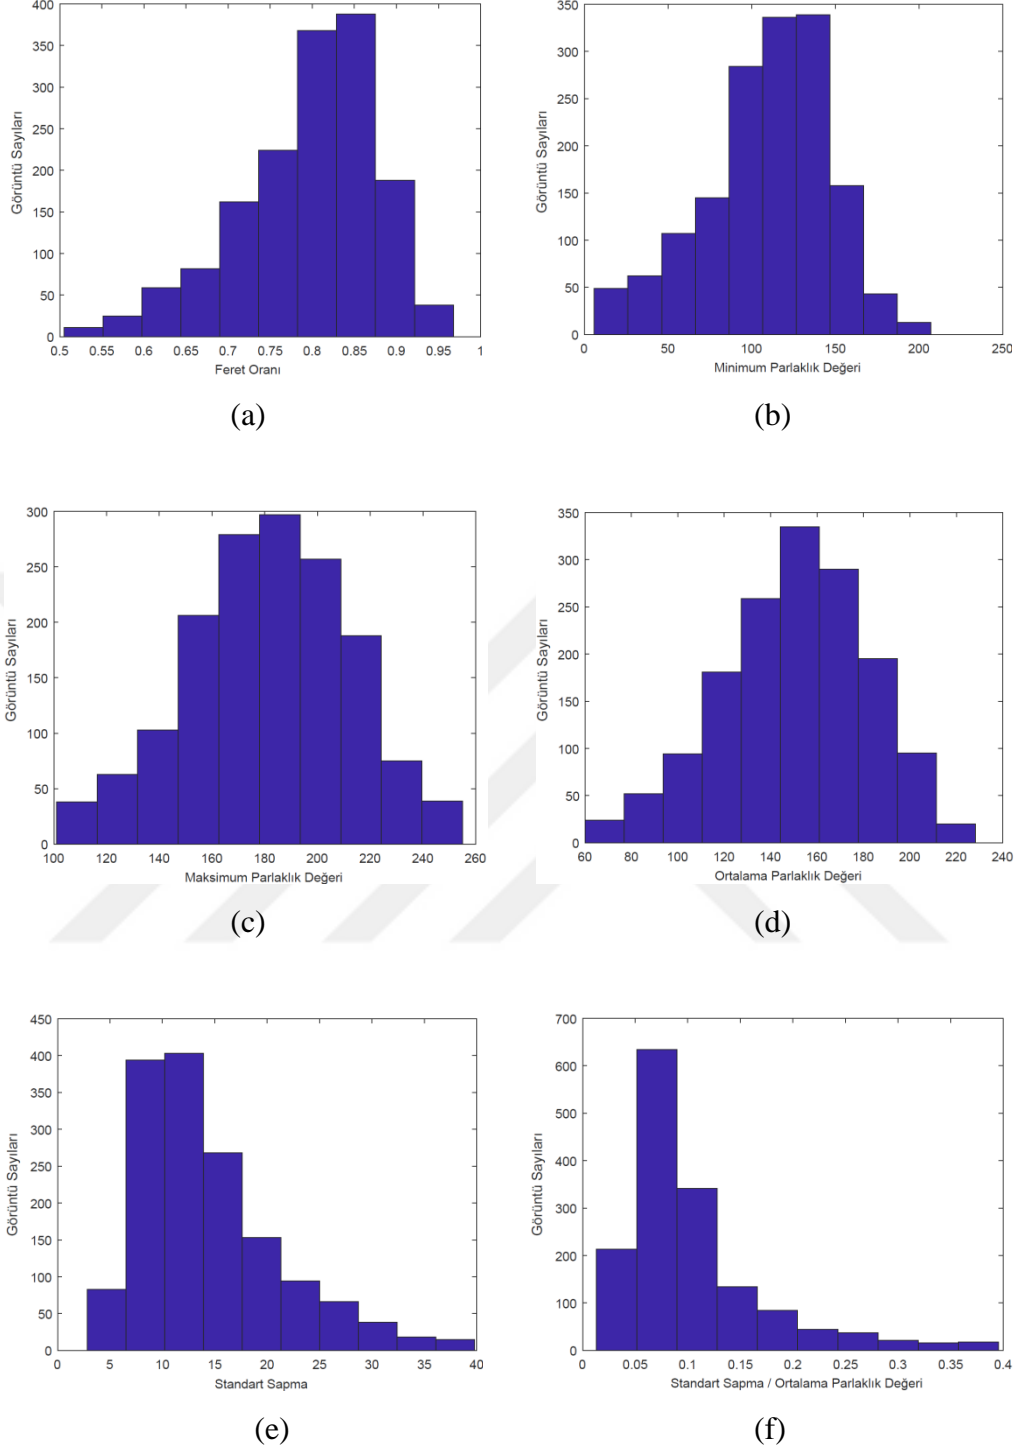 400
350
300
250
200
150
100
50
0
Görüntü Sayıları
0.5 0.55 0.6 0.65 0.7 0.75 0.8 0.85 0.9 0.95 1
Feret Oranı
(a)
350
300
250
200
150
100
50
0
Görüntü Sayıları
0 50 100 150 200 250
Minimum Parlaklık Değeri
(b)
300
250
200
150
100
50
0
Görüntü Sayıları
100 120 140 160 180 200 220 240 260
Maksimum Parlaklık Değeri
(c)
350
300
250
200
150
100
50
0
Görüntü Sayıları
60 80 100 120 140 160 180 200 220 240
Ortalama Parlaklık Değeri
(d)
450
400
350
300
250
200
150
100
50
0
Görüntü Sayıları
0 5 10 15 20 25 30 35 40
Standart Sapma
(e)
700
600
500
400
300
200
100
0
Görüntü Sayıları
0 0.05 0.1 0.15 0.2 0.25 0.3 0.35 0.4
Standart Sapma / Ortalama Parlaklık Değeri
(f)